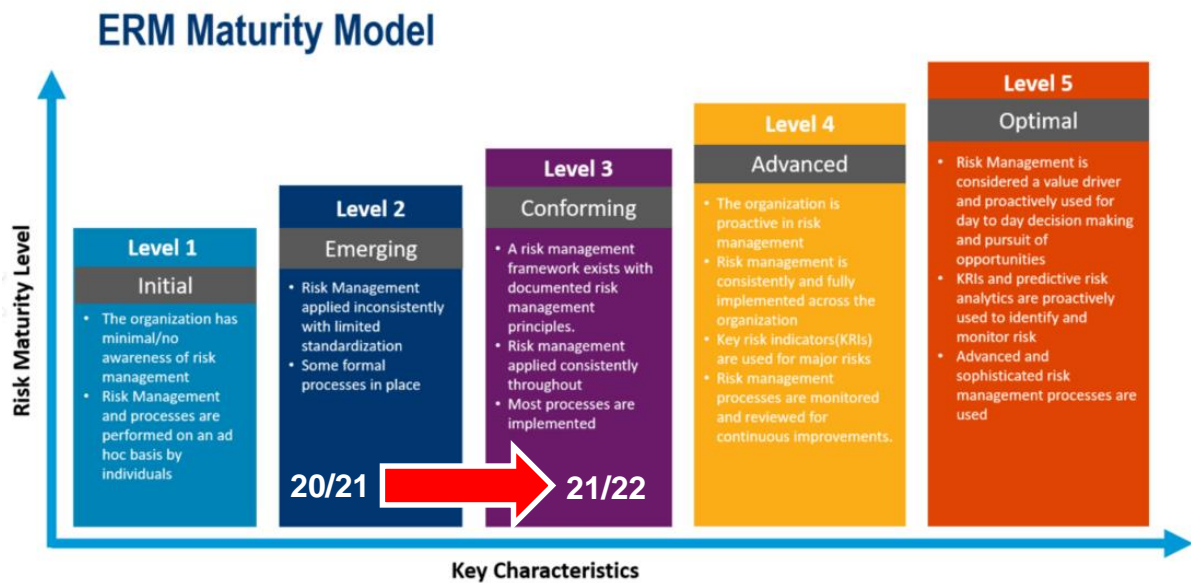 ERM Maturity Model
Risk Maturity Level
Level 1
Initial
• The organization has
minimal/no
awareness of risk
management
• Risk Management
and processes are
performed on an ad
hoc basis by
individuals
Level 2
Emerging
• Risk Management
applied inconsistently
with limited
standardization
• Some formal
processes in place
20/21
Level 3
Conforming
• A risk management
framework exists with
documented risk
management
principles.
• Risk management
applied consistently
throughout
• Most processes are
implemented
21/22
Level 4
Advanced
• The organization is
proactive in risk
management
• Risk management is
consistently and fully
implemented across the
organization
• Key risk indicators(KRIs)
are used for major risks
• Risk management
processes are monitored
and reviewed for
continuous improvements.
Level 5
Optimal
• Risk Management is
considered a value driver
and proactively used for
day to day decision making
and pursuit of
opportunities
• KRIs and predictive risk
analytics are proactively
used to identify and
monitor risk
• Advanced and
sophisticated risk
management processes are
used
Key Characteristics